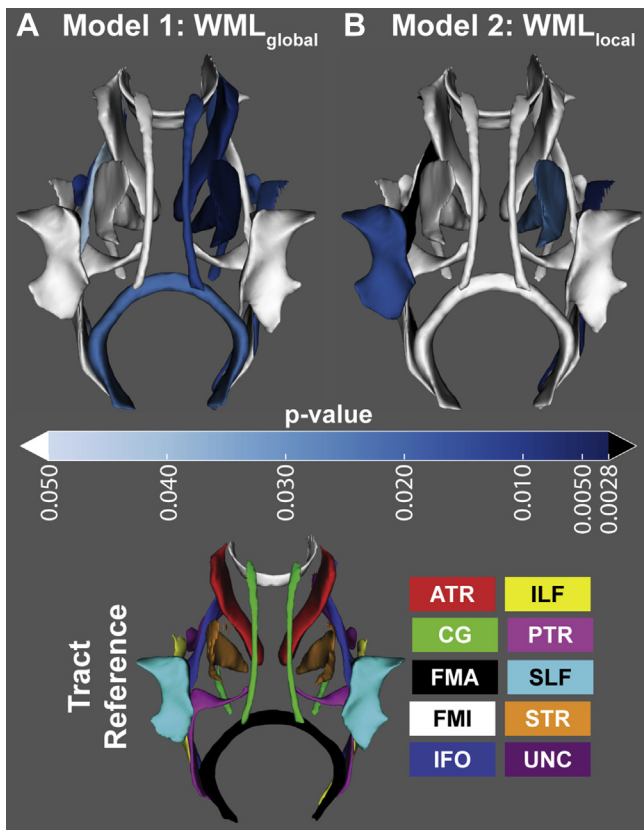 A Model 1: WMLglobal
B Model 2: WMLlocal
p-value
0.050
0.040
0.030
0.020
0.010
0.0050
0.0028
Tract
Reference
ATR
ILF
CG
PTR
FMA
SLF
FMI
STR
IFO
UNC